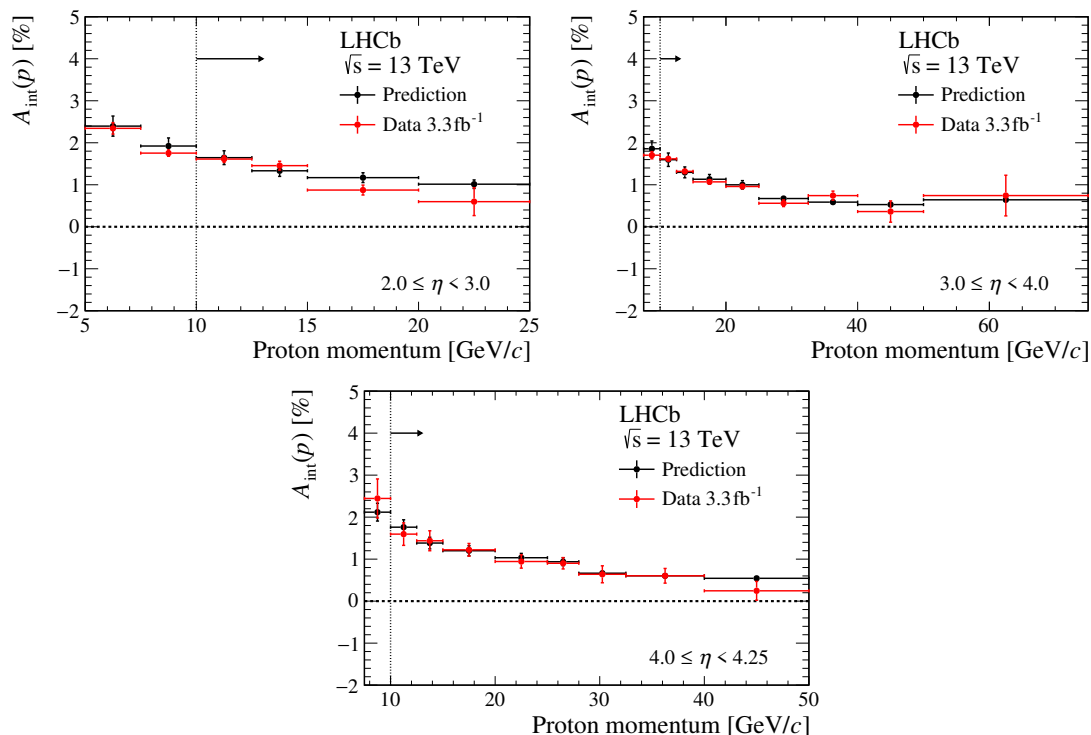 A_int(p) [%]
5
4
3
2
1
0
−1
−2
LHCb
√s = 13 TeV
Prediction
Data 3.3fb⁻¹
2.0 ≤ η < 3.0
5 10 15 20 25
Proton momentum [GeV/c]
A_int(p) [%]
5
4
3
2
1
0
−1
−2
LHCb
√s = 13 TeV
Prediction
Data 3.3fb⁻¹
3.0 ≤ η < 4.0
20 40 60
Proton momentum [GeV/c]
A_int(p) [%]
5
4
3
2
1
0
−1
−2
LHCb
√s = 13 TeV
Prediction
Data 3.3fb⁻¹
4.0 ≤ η < 4.25
10 20 30 40 50
Proton momentum [GeV/c]